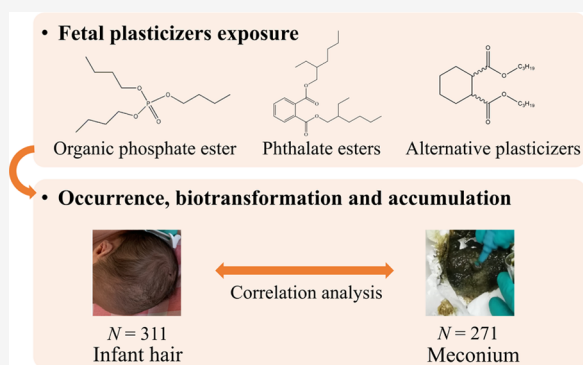 • Fetal plasticizers exposure
O
O
P
O
O
Organic phosphate ester
O
O
O
O
Phthalate esters
O
O
C₉H₁₉
O
C₉H₁₉
O
Alternative plasticizers
• Occurrence, biotransformation and accumulation
Correlation analysis
N = 311
Infant hair
N = 271
Meconium